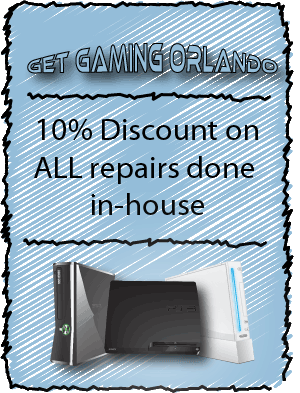 GET GAMING ORLANDO
10% Discount on
ALL repairs done
in-house